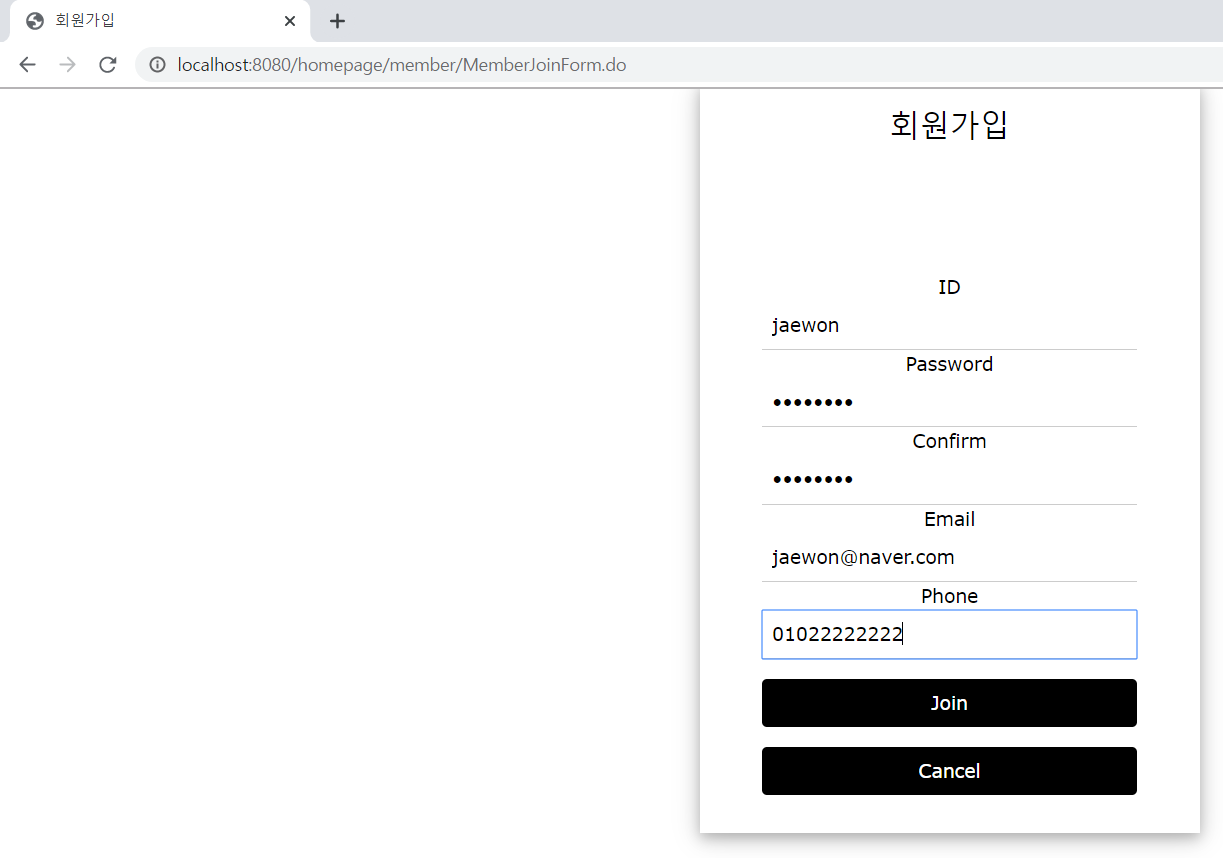 회원가입
localhost:8080/homepage/member/MemberJoinForm.do
회원가입
ID
jaewon
Password
••••••••
Confirm
••••••••
Email
jaewon@naver.com
Phone
01022222222
Join
Cancel